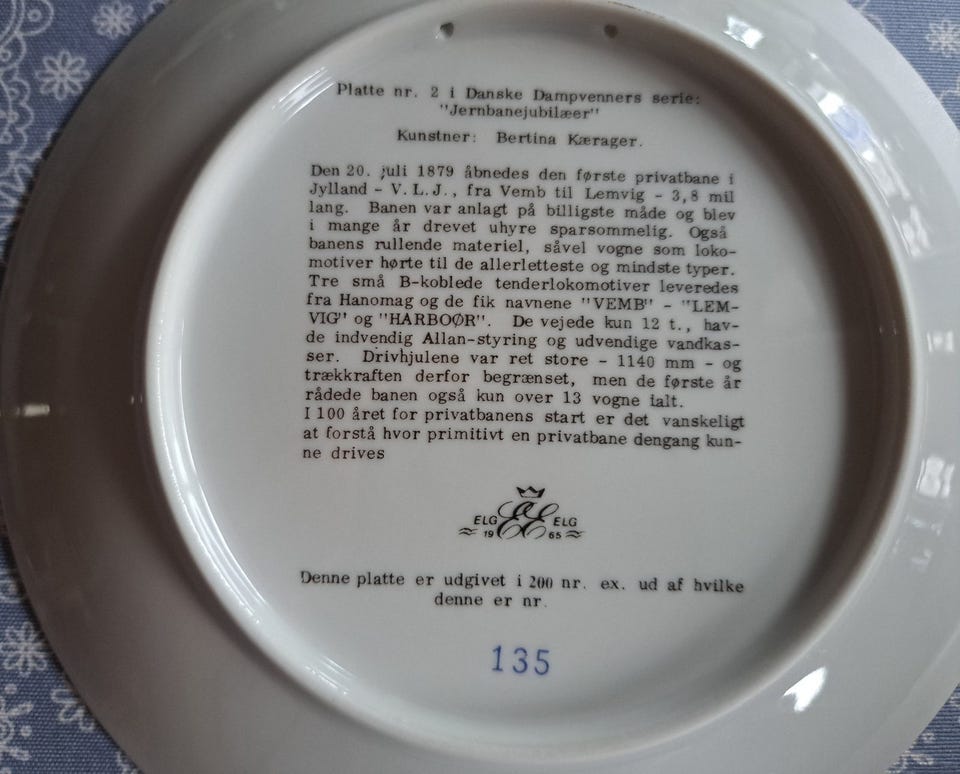 Platte nr. 2 i Danske Dampvenners serie:
"Jernbanejubilæer"
Kunstner: Bertina Kærager.
Den 20. juli 1879 åbnedes den første privatbane i
Jylland - V. L. J., fra Vemb til Lemvig - 3,8 mil
lang. Banen var anlagt på billigste måde og blev
i mange år drevet uhyre sparsommelig. Også
banens rullende materiel, såvel vogne som loko-
motiver hørte til de allerletteste og mindste typer.
Tre små B-koblede tenderlokomotiver leveredes
fra Hanomag og de fik navnene "VEMB" - "LEM-
VIG" og "HARBOØR". De vejede kun 12 t., hav-
de indvendig Allan-styring og udvendige vandkas-
ser. Drivhjulene var ret store - 1140 mm - og
trækkraften derfor begrænset, men de første år
rådede banen også kun over 13 vogne ialt.
I 100 året for privatbanens start er det vanskeligt
at forstå hvor primitivt en privatbane dengang kun-
ne drives
ELG EE ELG
19 65
Denne platte er udgivet i 200 nr. ex. ud af hvilke
denne er nr.
135